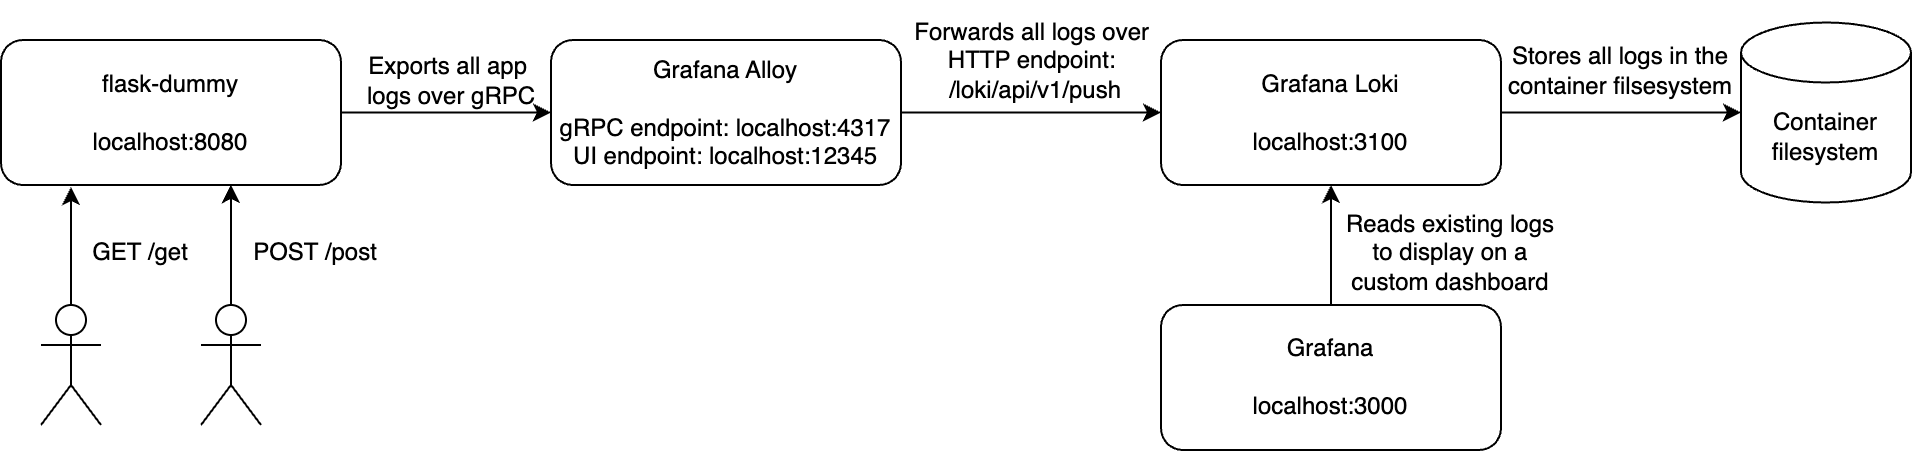 flask-dummy
localhost:8080
Exports all app
logs over gRPC
Grafana Alloy
gRPC endpoint: localhost:4317
UI endpoint: localhost:12345
Forwards all logs over
HTTP endpoint:
/loki/api/v1/push
Grafana Loki
localhost:3100
Stores all logs in the
container filsesystem
Container
filesystem
GET /get
POST /post
Reads existing logs
to display on a
custom dashboard
Grafana
localhost:3000